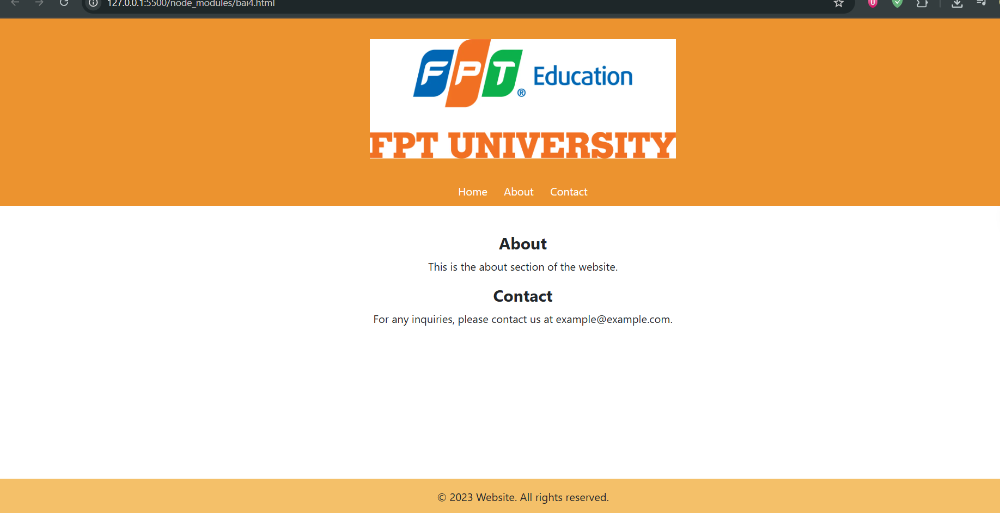 127.0.0.1:5500/node_modules/bai4.html
FPT® Education
FPT UNIVERSITY
Home About Contact
About
This is the about section of the website.
Contact
For any inquiries, please contact us at example@example.com.
© 2023 Website. All rights reserved.